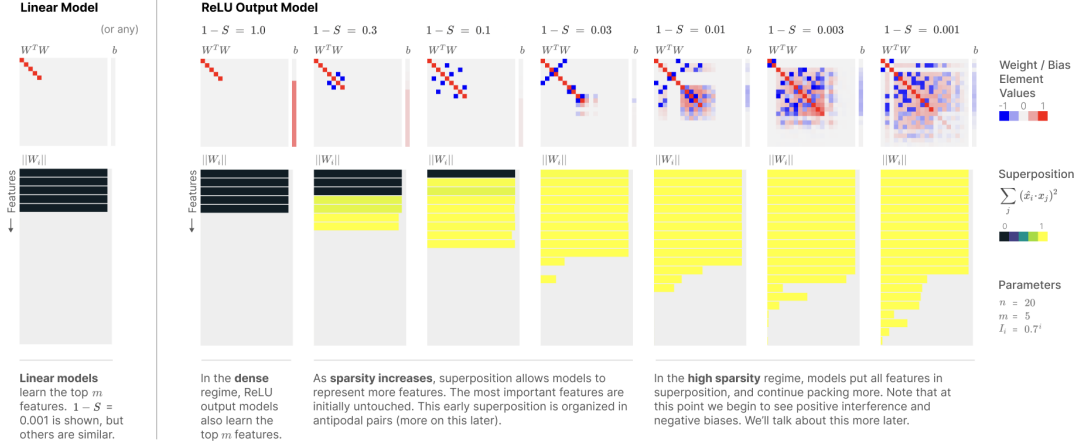 Linear Model
(or any)
W^T W
b
||W_i||
← Features
Linear models
learn the top m
features. 1 − S =
0.001 is shown, but
others are similar.
ReLU Output Model
1 − S = 1.0
1 − S = 0.3
1 − S = 0.1
1 − S = 0.03
1 − S = 0.01
1 − S = 0.003
1 − S = 0.001
W^T W
b
W^T W
b
W^T W
b
W^T W
b
W^T W
b
W^T W
b
W^T W
b
||W_i||
||W_i||
||W_i||
||W_i||
||W_i||
||W_i||
||W_i||
← Features
In the dense
regime, ReLU
output models
also learn the
top m features.
As sparsity increases, superposition allows models to
represent more features. The most important features are
initially untouched. This early superposition is organized in
antipodal pairs (more on this later).
In the high sparsity regime, models put all features in
superposition, and continue packing more. Note that at
this point we begin to see positive interference and
negative biases. We'll talk about this more later.
Weight / Bias
Element
Values
-1 0 1
Superposition
∑_j (x̂_i·x_j)²
0 1
Parameters
n = 20
m = 5
I_i = 0.7^i